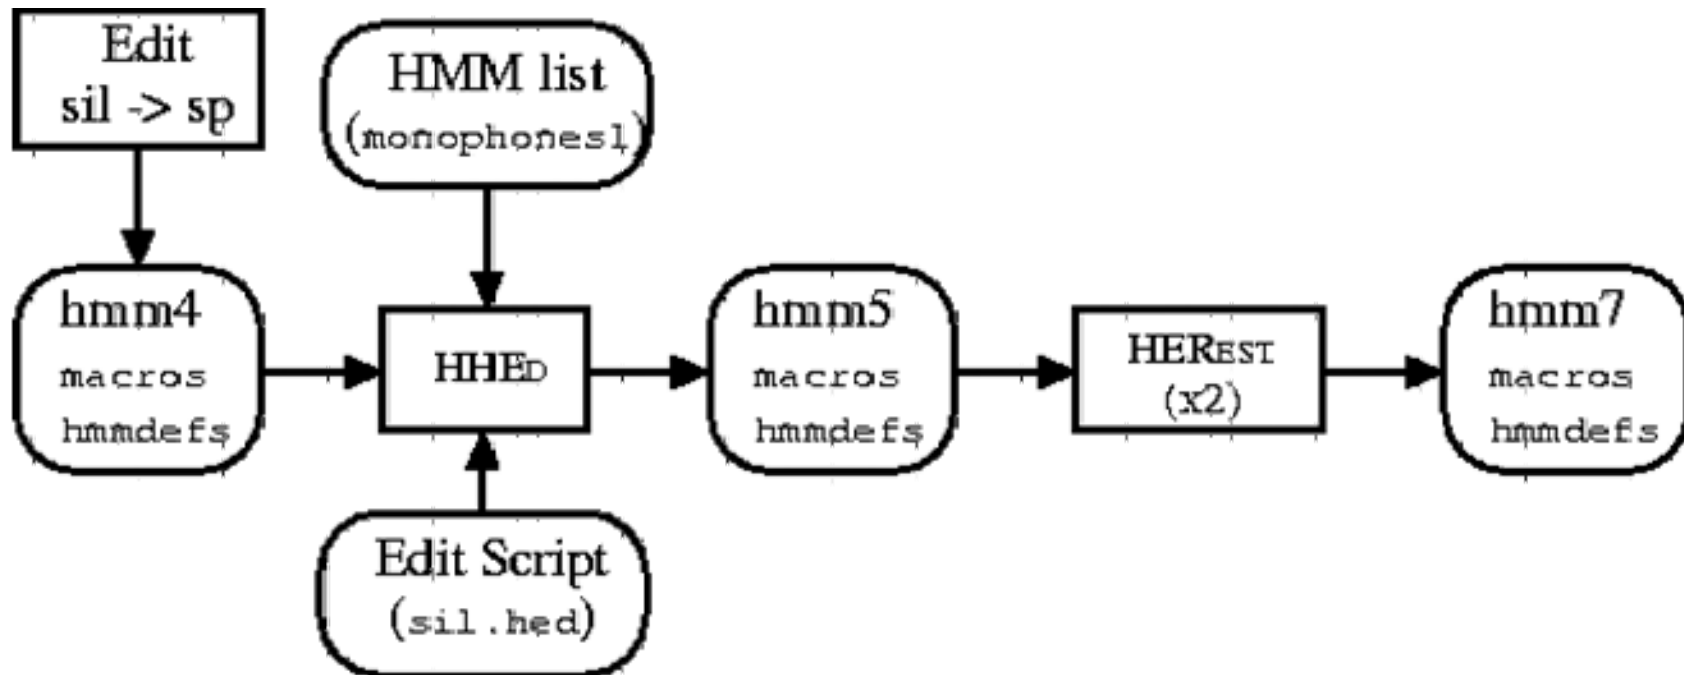 Edit
sil -> sp
HMM list
(monophones1)
hmm4
macros
hmmdefs
HHED
hmm5
macros
hmmdefs
HEREST
(x2)
hmm7
macros
hmmdefs
Edit Script
(sil.hed)